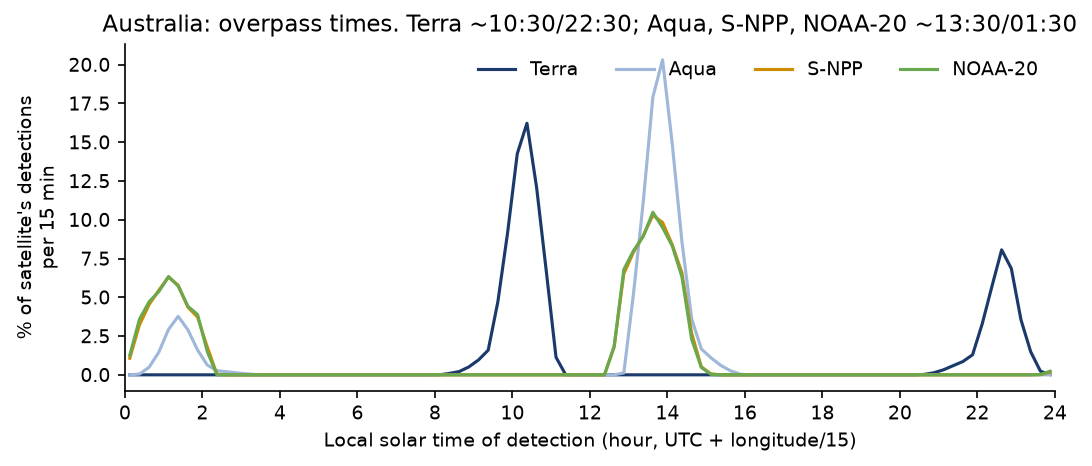 Australia: overpass times. Terra ~10:30/22:30; Aqua, S-NPP, NOAA-20 ~13:30/01:30
% of satellite's detections
per 15 min
20.0
17.5
15.0
12.5
10.0
7.5
5.0
2.5
0.0
Terra Aqua S-NPP NOAA-20
0 2 4 6 8 10 12 14 16 18 20 22 24
Local solar time of detection (hour, UTC + longitude/15)